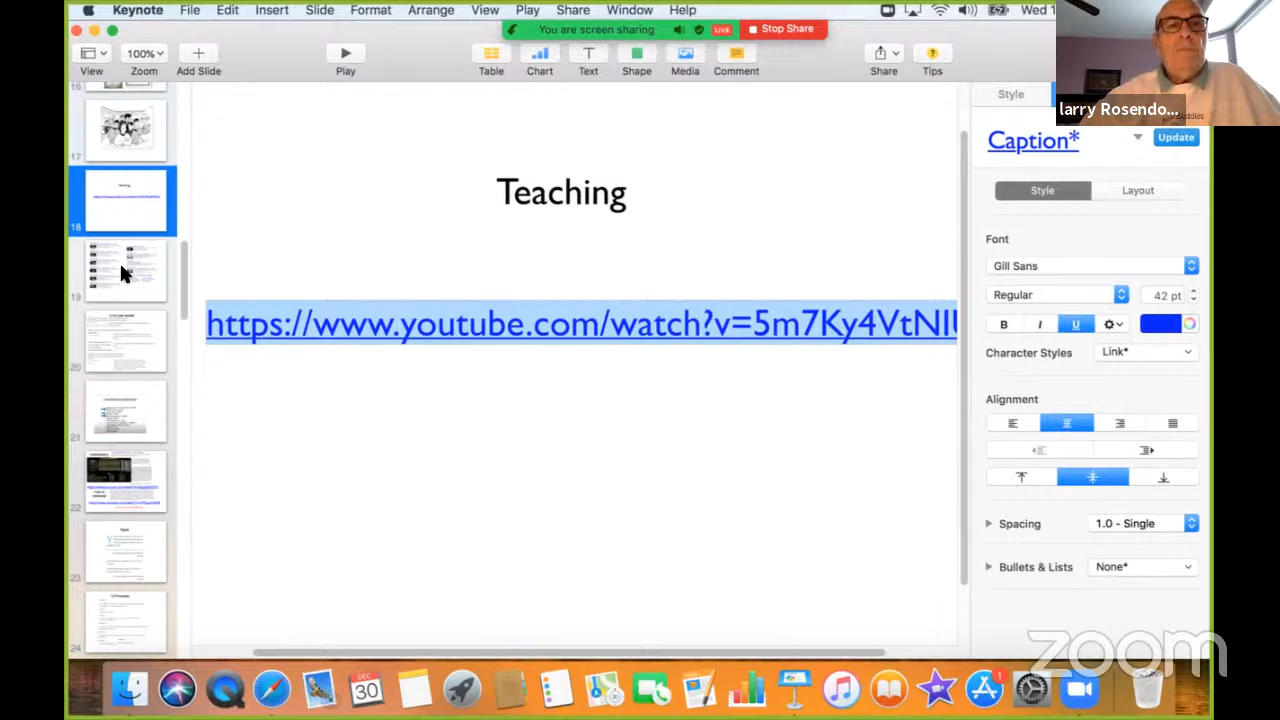 Keynote File Edit Insert Slide Format Arrange View Play Share Window Help Wed 1
You are screen sharing LIVE Stop Share
100%
View Zoom Add Slide Play Table Chart Text Shape Media Comment Share Tips
Style
larry Rosendo...
Caption* Update
Style Layout
Font
Gill Sans
Regular 42 pt
B I U
Character Styles Link*
Alignment
Spacing 1.0 - Single
Bullets & Lists None*
16
17
18
19
20
21
22
23
24
Teaching
https://www.youtube.com/watch?v=5m7Ky4VtNI
DEC
30
1
zoom